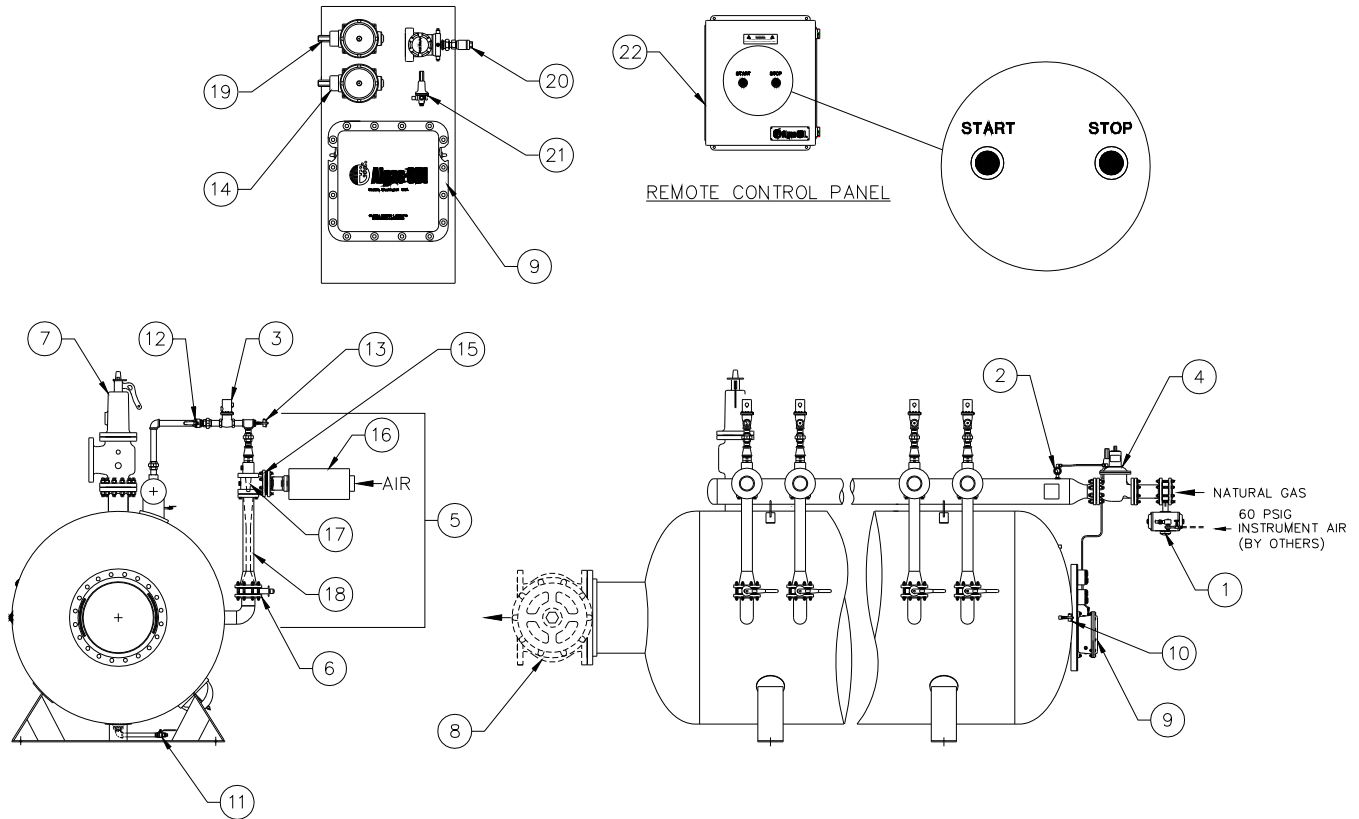 19
14
20
21
9
22
START STOP
REMOTE CONTROL PANEL
START STOP
7
12
3
13
15
16
AIR
5
17
18
6
11
2
4
NATURAL GAS
60 PSIG
INSTRUMENT AIR
(BY OTHERS)
1
10
9
8